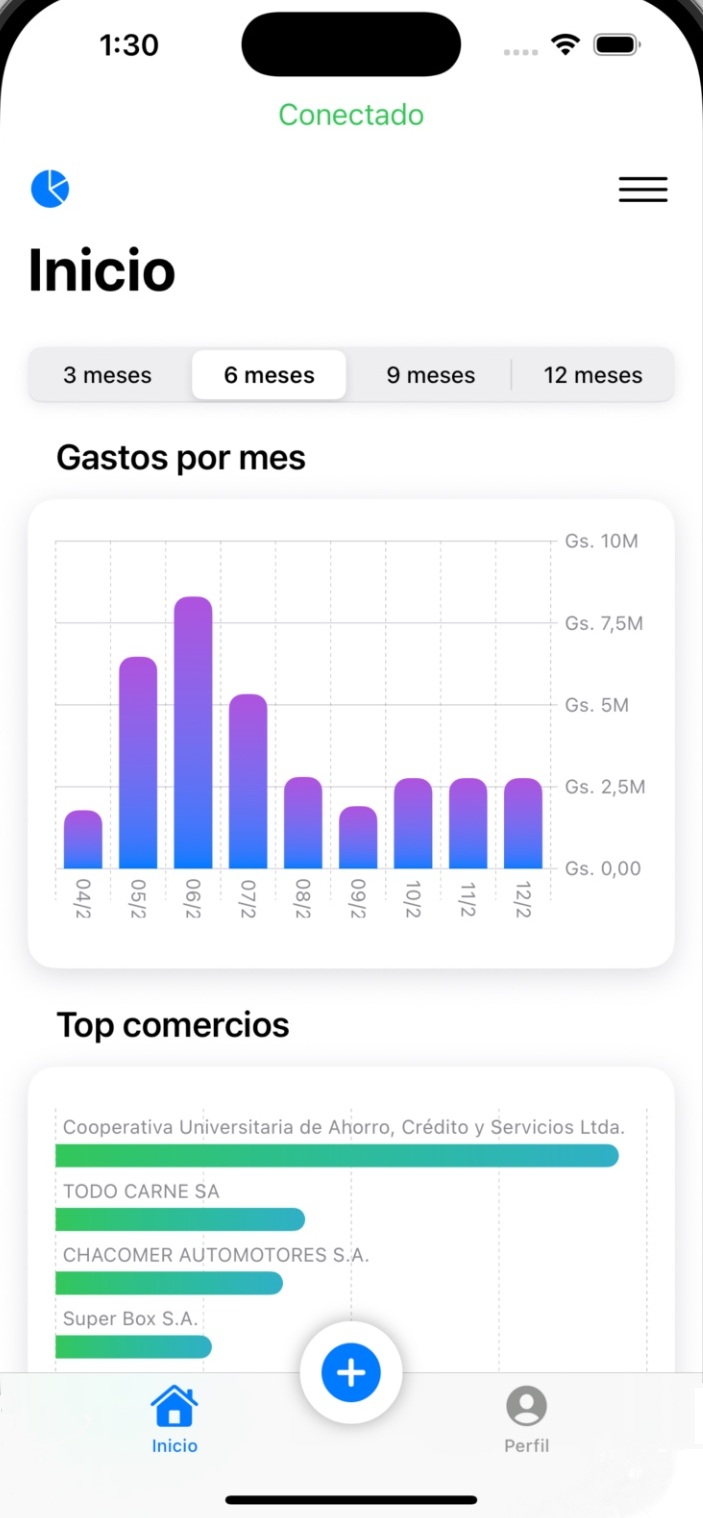 1:30
Conectado
Inicio
3 meses 6 meses 9 meses 12 meses
Gastos por mes
Gs. 10M
Gs. 7,5M
Gs. 5M
Gs. 2,5M
Gs. 0,00
04/2 05/2 06/2 07/2 08/2 09/2 10/2 11/2 12/2
Top comercios
Cooperativa Universitaria de Ahorro, Crédito y Servicios Ltda.
TODO CARNE SA
CHACOMER AUTOMOTORES S.A.
Super Box S.A.
Inicio Perfil